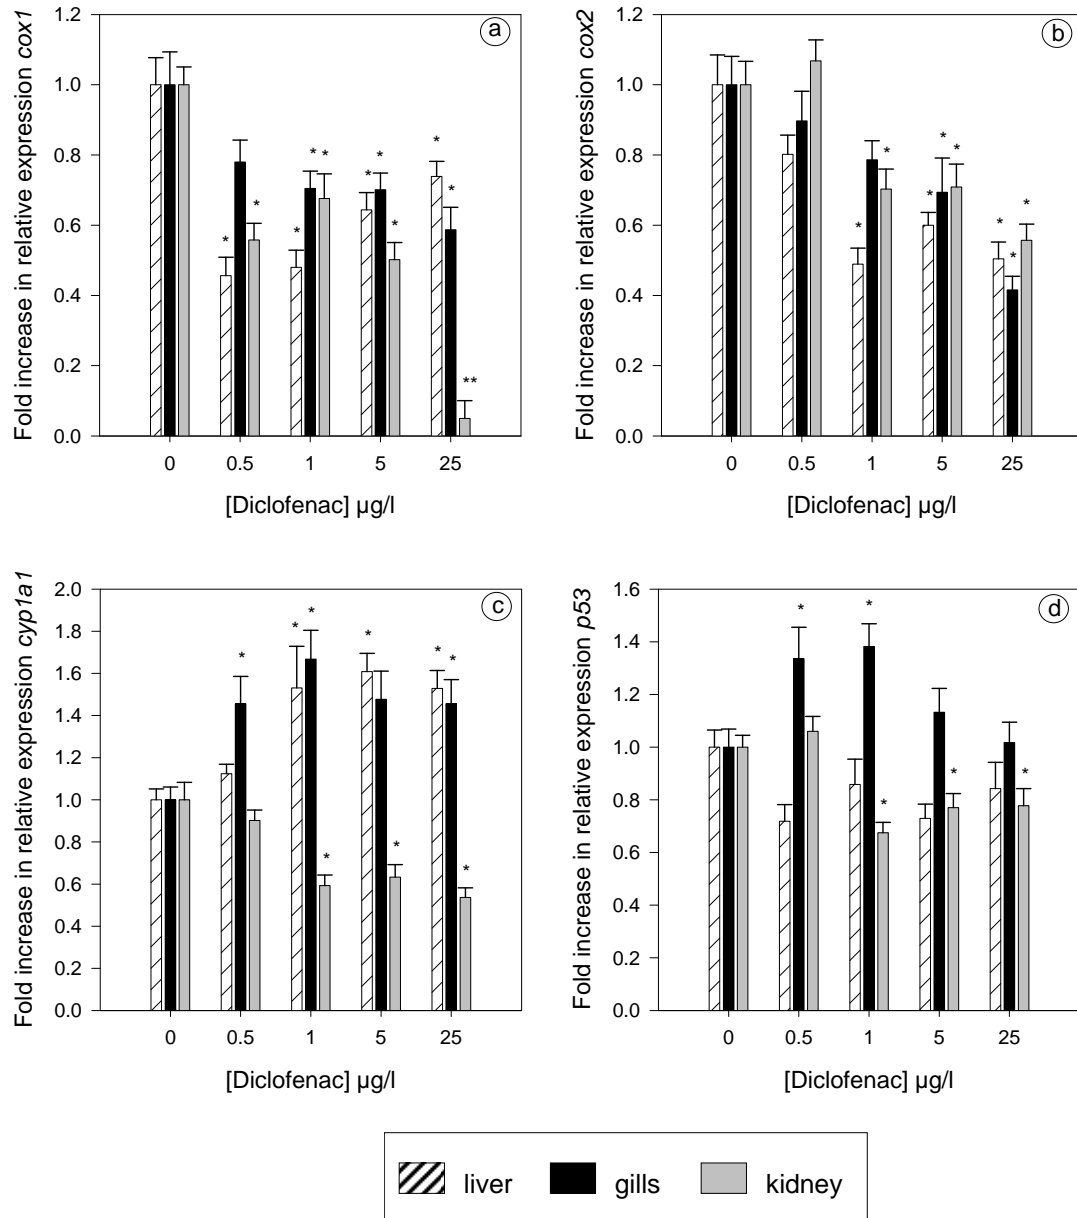 Fold increase in relative expression cox1
1.2
1.0
0.8
0.6
0.4
0.2
0.0
a
* * * * * * * * * * **
0 0.5 1 5 25
[Diclofenac] µg/l
Fold increase in relative expression cox2
1.2
1.0
0.8
0.6
0.4
0.2
0.0
b
* * * * * * * *
0 0.5 1 5 25
[Diclofenac] µg/l
Fold increase in relative expression cyp1a1
2.0
1.8
1.6
1.4
1.2
1.0
0.8
0.6
0.4
0.2
0.0
c
* * * * * * * * *
0 0.5 1 5 25
[Diclofenac] µg/l
Fold increase in relative expression p53
1.6
1.4
1.2
1.0
0.8
0.6
0.4
0.2
0.0
d
* * * * *
0 0.5 1 5 25
[Diclofenac] µg/l
liver gills kidney